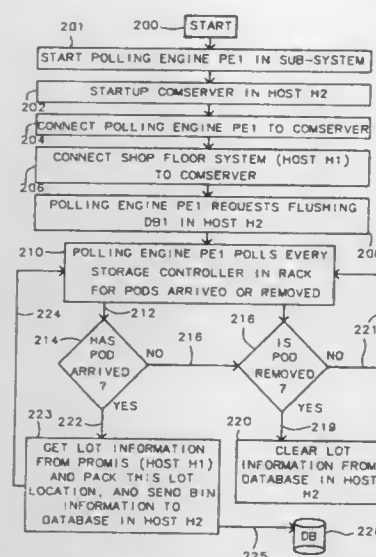 200
START
201
START POLLING ENGINE PE1 IN SUB-SYSTEM
STARTUP COMSERVER IN HOST H2
202
CONNECT POLLING ENGINE PE1 TO COMSERVER
204
CONNECT SHOP FLOOR SYSTEM (HOST H1)
TO COMSERVER
206
POLLING ENGINE PE1 REQUESTS FLUSHING
DB1 IN HOST H2
210
POLLING ENGINE PE1 POLLS EVERY
STORAGE CONTROLLER IN RACK
FOR PODS ARRIVED OR REMOVED
224
212
214
HAS
POD
ARRIVED
?
NO
216
216
IS
POD
REMOVED
?
NO
222
YES
YES
219
223
GET LOT INFORMATION
FROM PROMIS (HOST H1)
AND PACK THIS LOT
LOCATION, AND SEND BIN
INFORMATION TO
DATABASE IN HOST H2
220
CLEAR LOT
INFORMATION FROM
DATABASE IN HOST
H2
225
DB